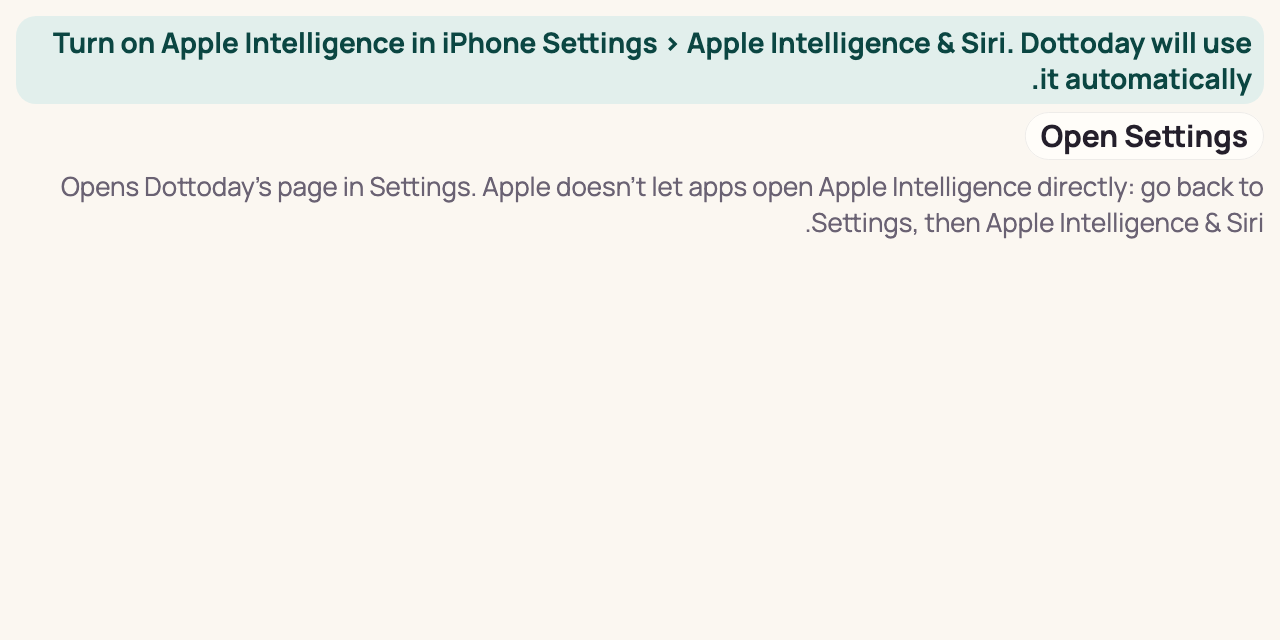 Turn on Apple Intelligence in iPhone Settings › Apple Intelligence & Siri. Dottoday will use
it automatically.
Open Settings
Opens Dottoday’s page in Settings. Apple doesn’t let apps open Apple Intelligence directly: go back to
Settings, then Apple Intelligence & Siri.